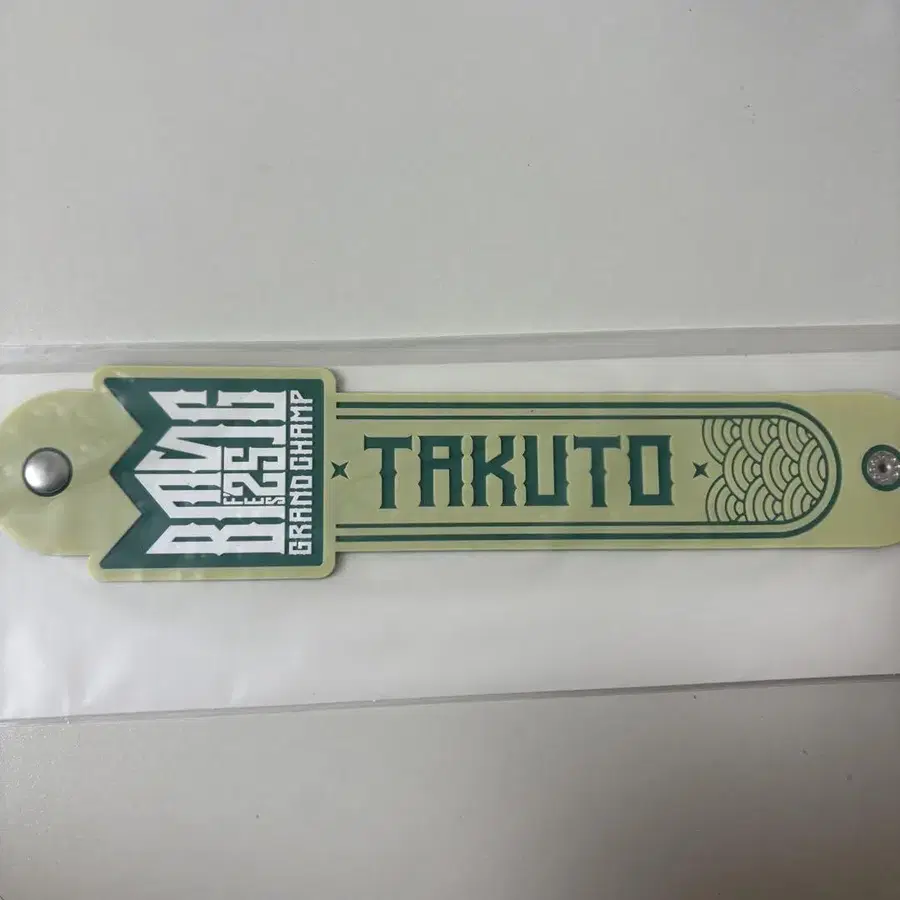 BMSG
FES
25
GRAND CHAMP
TAKUTO